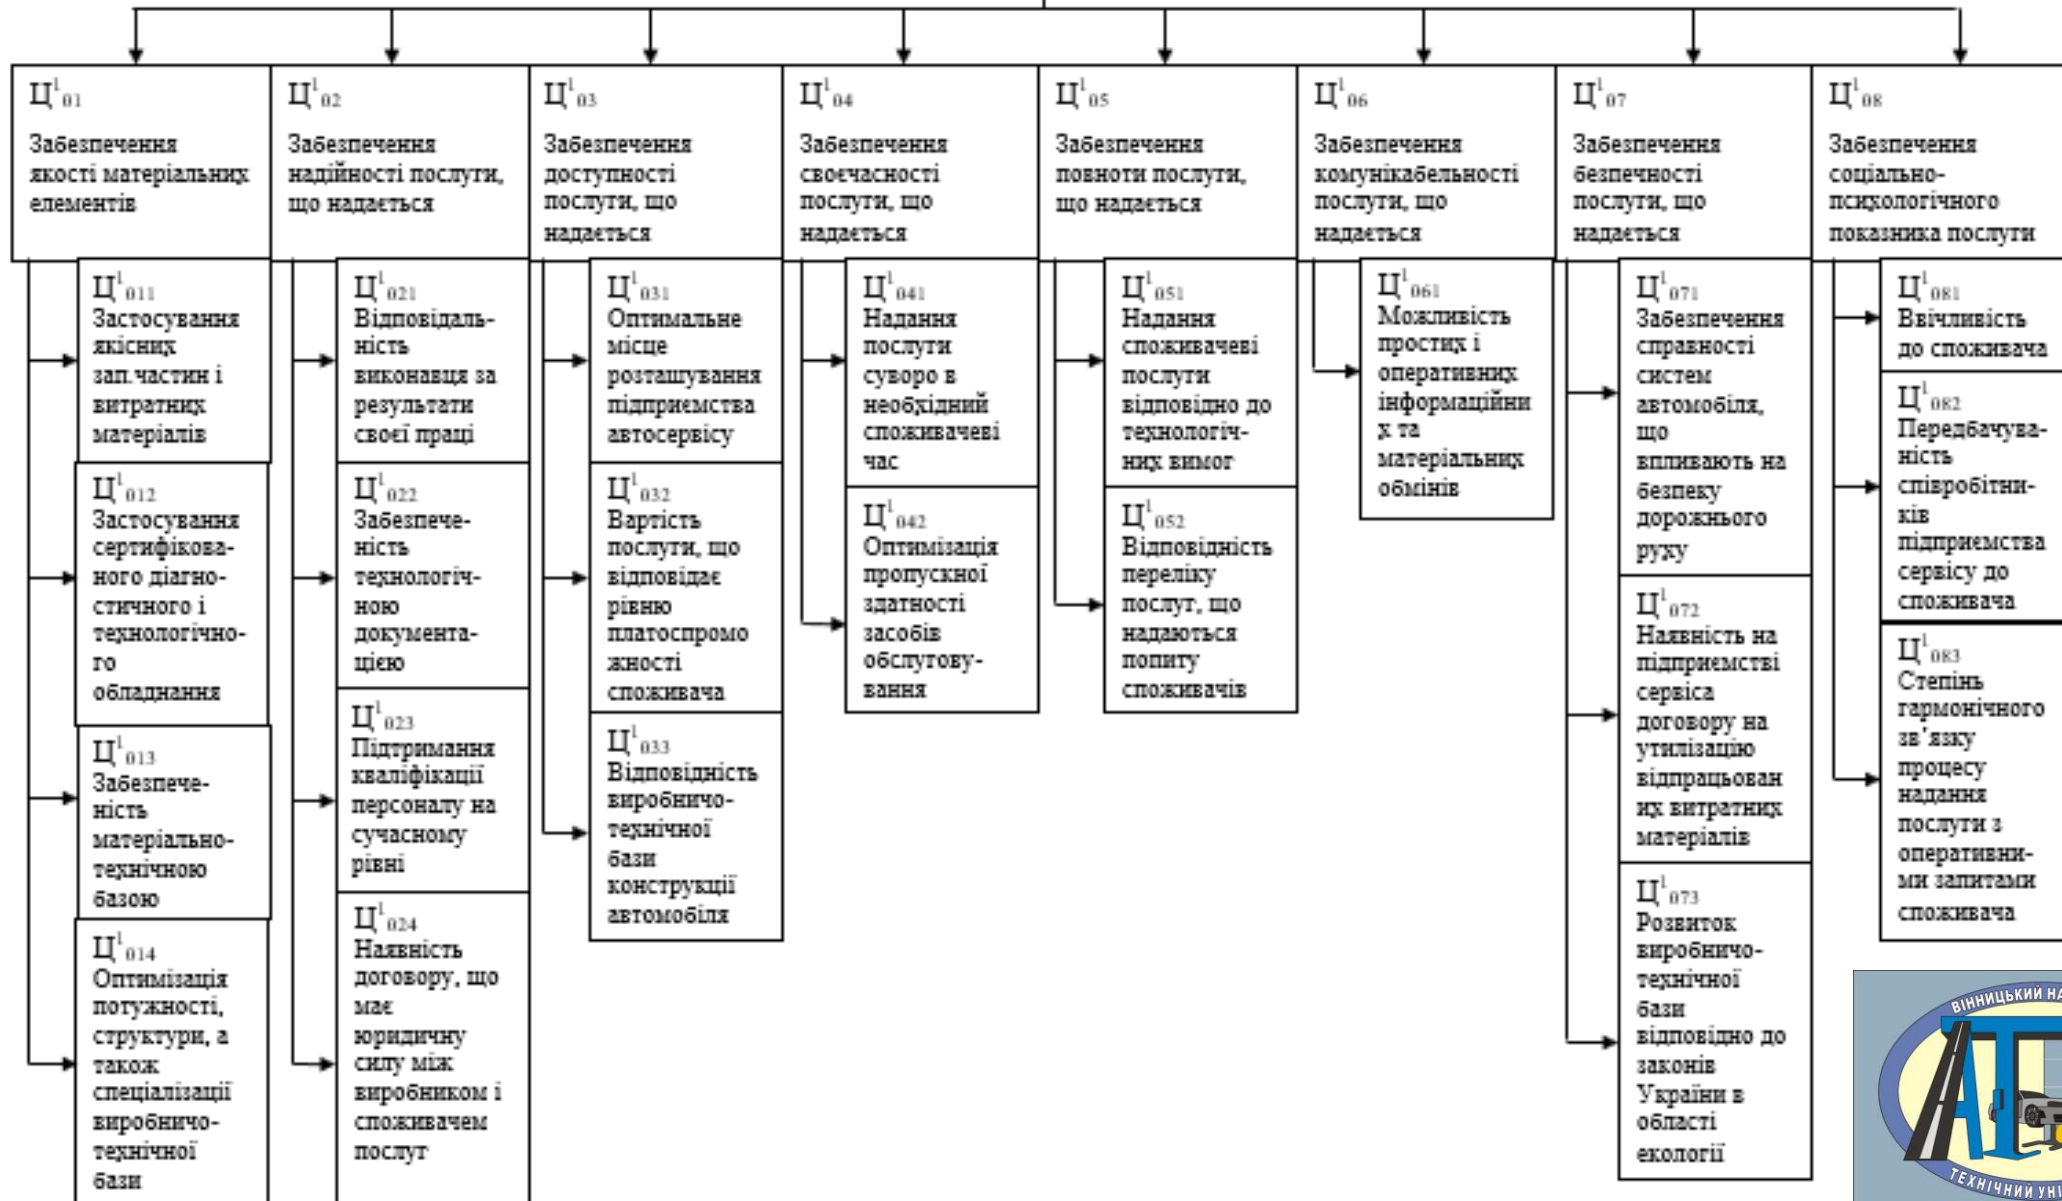 Ц¹01
Забезпечення
якості матеріальних
елементів
Ц¹011
Застосування
якісних
зап.частин і
витратних
матеріалів
Ц¹012
Застосування
сертифікова-
ного діагно-
стичного і
технологічно-
го
обладнання
Ц¹013
Забезпече-
ність
матеріально-
технічною
базою
Ц¹014
Оптимізація
потужності,
структури, а
також
спеціалізації
виробничо-
технічної
бази
Ц¹02
Забезпечення
надійності послуги,
що надається
Ц¹021
Відповідаль-
ність
виконавця за
результати
своєї праці
Ц¹022
Забезпече-
ність
технологіч-
ною
документа-
цією
Ц¹023
Підтримання
кваліфікації
персоналу на
сучасному
рівні
Ц¹024
Наявність
договору, що
має
юридичну
силу між
виробником і
споживачем
послуг
Ц¹03
Забезпечення
доступності
послуги, що
надається
Ц¹031
Оптимальне
місце
розташування
підприємства
автосервісу
Ц¹032
Вартість
послуги, що
відповідає
рівню
платоспромо
жності
споживача
Ц¹033
Відповідність
виробничо-
технічної
бази
конструкції
автомобіля
Ц¹04
Забезпечення
своєчасності
послуги, що
надається
Ц¹041
Надання
послуги
суворо в
необхідний
споживачеві
час
Ц¹042
Оптимізація
пропускної
здатності
засобів
обслугову-
вання
Ц¹05
Забезпечення
повноти послуги,
що надається
Ц¹051
Надання
споживачеві
послуги
відповідно до
технологіч-
них вимог
Ц¹052
Відповідність
переліку
послуг, що
надаються
попиту
споживачів
Ц¹06
Забезпечення
комунікабельності
послуги, що
надається
Ц¹061
Можливість
простих і
оперативних
інформаційни
х та
матеріальних
обмінів
Ц¹07
Забезпечення
безпечності
послуги, що
надається
Ц¹071
Забезпечення
справності
систем
автомобіля,
що
впливають на
безпеку
дорожнього
руху
Ц¹072
Наявність на
підприємстві
сервіса
договору на
утилізацію
відпрацьован
их витратних
матеріалів
Ц¹073
Розвиток
виробничо-
технічної
бази
відповідно до
законів
України в
області
екології
Ц¹08
Забезпечення
соціально-
психологічного
показника послуги
Ц¹081
Ввічливість
до споживача
Ц¹082
Передбачува-
ність
співробітни-
ків
підприємства
сервісу до
споживача
Ц¹083
Степінь
гармонічного
зв'язку
процесу
надання
послуги з
оперативни-
ми запитами
споживача
ВІННИЦЬКИЙ НА
АТ
ТЕХНІЧНИЙ УНІ